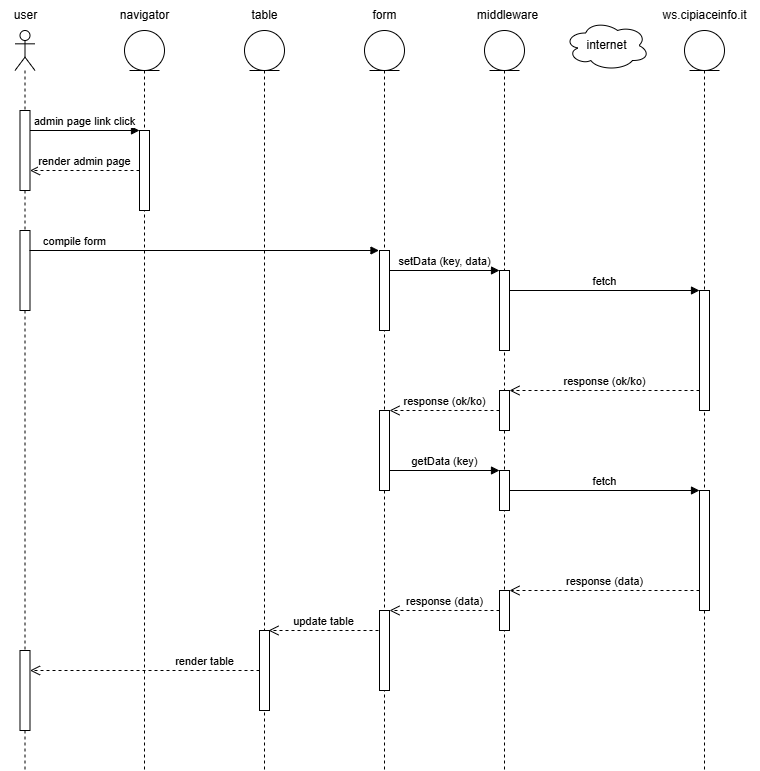 user
navigator
table
form
middleware
ws.cipiaceinfo.it
internet
admin page link click
render admin page
compile form
setData (key, data)
fetch
response (ok/ko)
response (ok/ko)
getData (key)
fetch
response (data)
response (data)
update table
render table